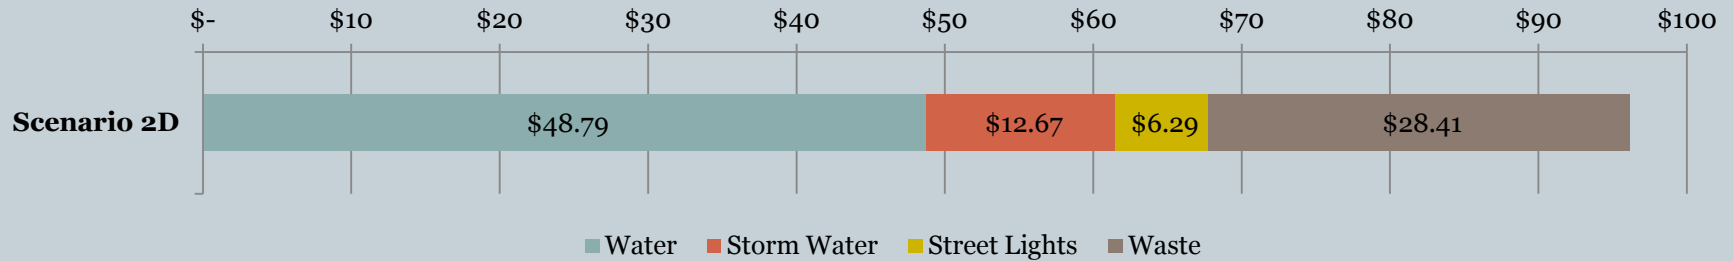 $- $10 $20 $30 $40 $50 $60 $70 $80 $90 $100
Scenario 2D $48.79 $12.67 $6.29 $28.41
Water Storm Water Street Lights Waste